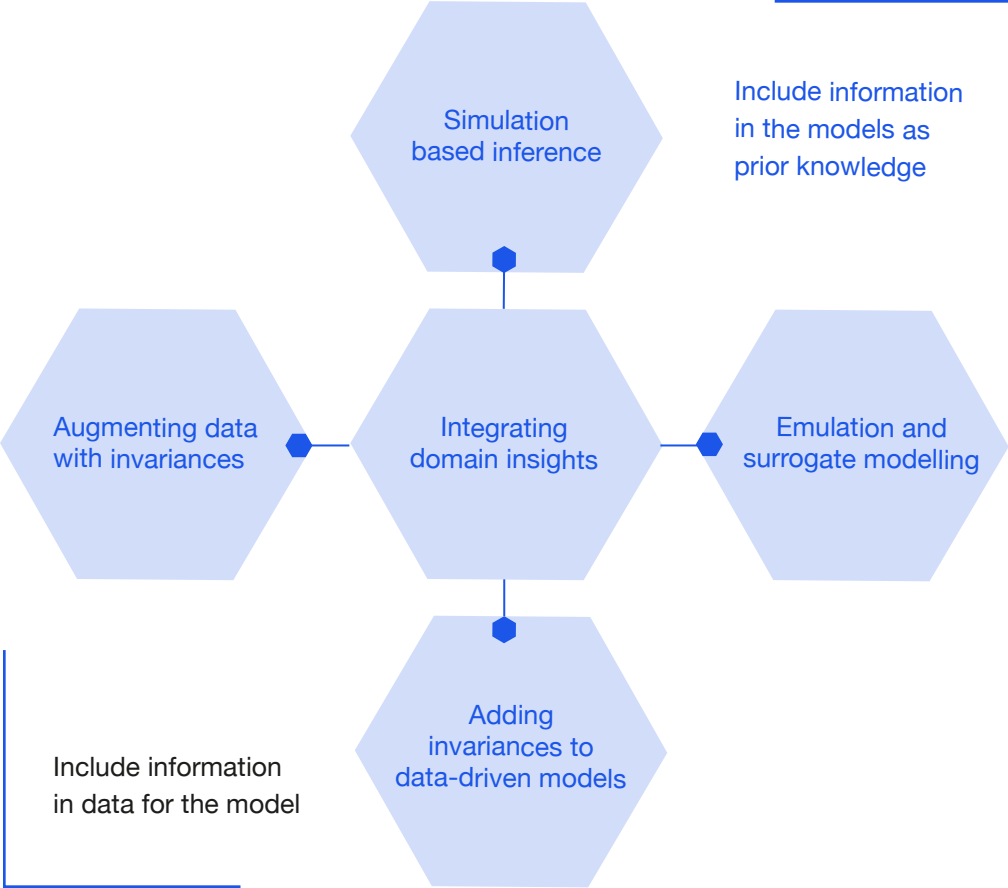 Simulation
based inference
Include information
in the models as
prior knowledge
Augmenting data
with invariances
Integrating
domain insights
Emulation and
surrogate modelling
Adding
invariances to
data-driven models
Include information
in data for the model